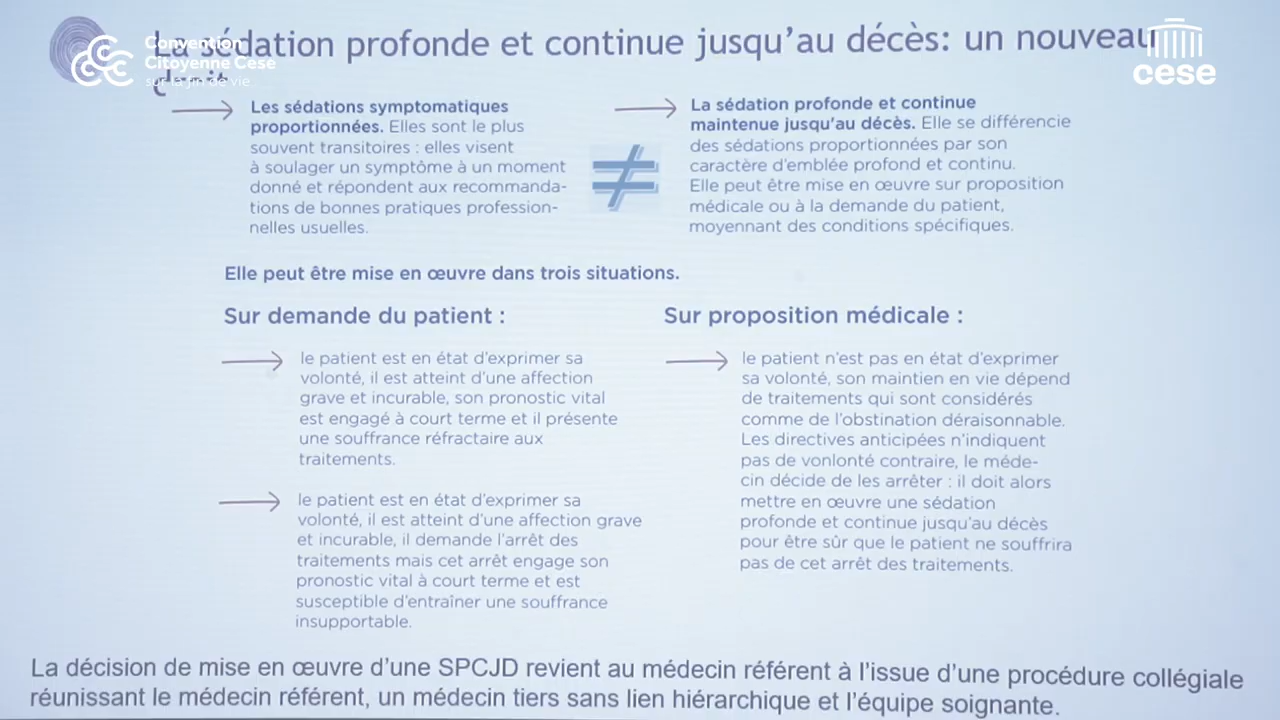 La sédation profonde et continue jusqu'au décès: un nouveau
droit
Convention
Citoyenne Cese
sur la fin de vie
cese
Les sédations symptomatiques
proportionnées. Elles sont le plus
souvent transitoires : elles visent
à soulager un symptôme à un moment
donné et répondent aux recommanda-
tions de bonnes pratiques profession-
nelles usuelles.
≠
La sédation profonde et continue
maintenue jusqu'au décès. Elle se différencie
des sédations proportionnées par son
caractère d'emblée profond et continu.
Elle peut être mise en œuvre sur proposition
médicale ou à la demande du patient,
moyennant des conditions spécifiques.
Elle peut être mise en œuvre dans trois situations.
Sur demande du patient :
le patient est en état d'exprimer sa
volonté, il est atteint d'une affection
grave et incurable, son pronostic vital
est engagé à court terme et il présente
une souffrance réfractaire aux
traitements.
le patient est en état d'exprimer sa
volonté, il est atteint d'une affection grave
et incurable, il demande l'arrêt des
traitements mais cet arrêt engage son
pronostic vital à court terme et est
susceptible d'entraîner une souffrance
insupportable.
Sur proposition médicale :
le patient n'est pas en état d'exprimer
sa volonté, son maintien en vie dépend
de traitements qui sont considérés
comme de l'obstination déraisonnable.
Les directives anticipées n'indiquent
pas de vonlonté contraire, le méde-
cin décide de les arrêter : il doit alors
mettre en œuvre une sédation
profonde et continue jusqu'au décès
pour être sûr que le patient ne souffrira
pas de cet arrêt des traitements.
La décision de mise en œuvre d'une SPCJD revient au médecin référent à l'issue d'une procédure collégiale
réunissant le médecin référent, un médecin tiers sans lien hiérarchique et l'équipe soignante.